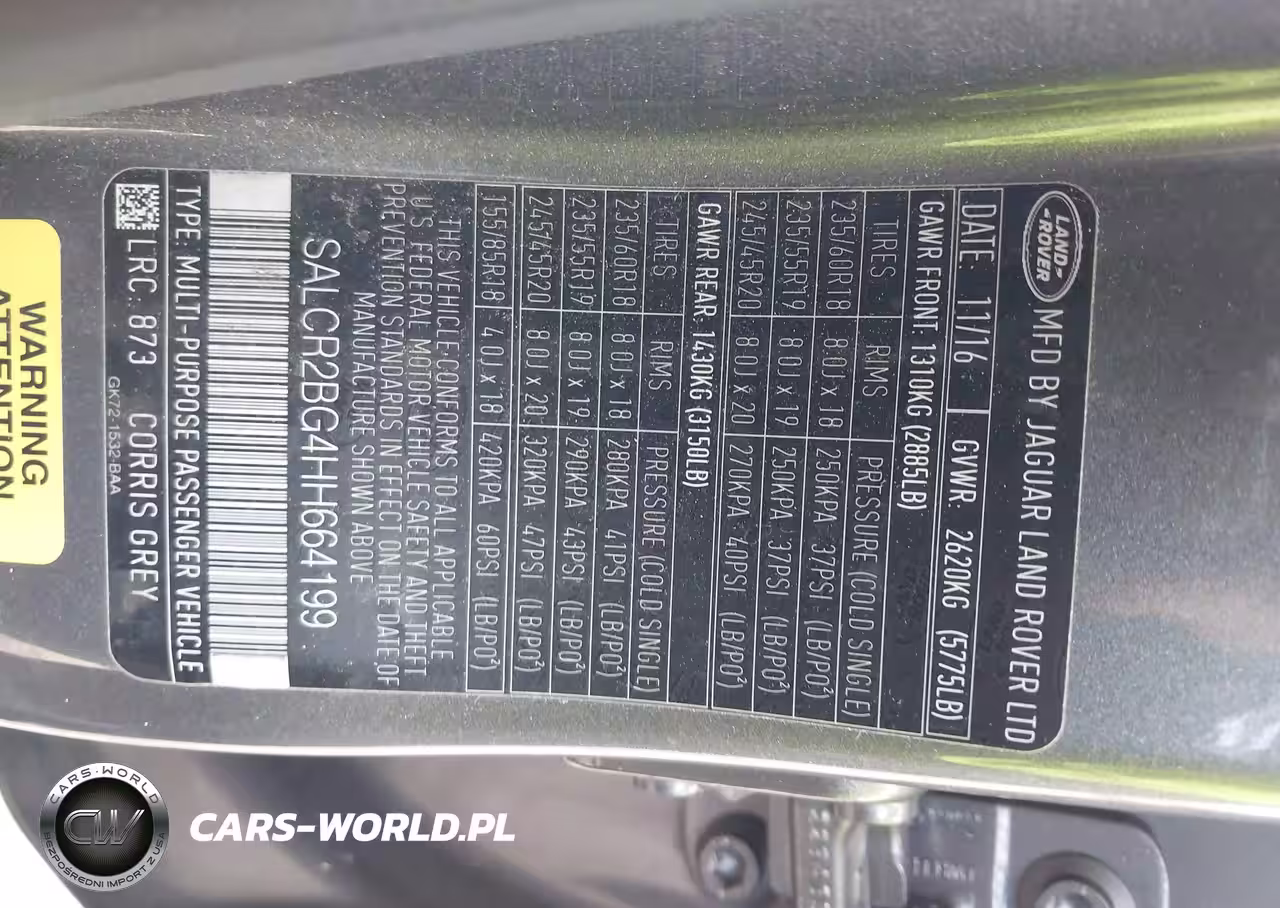 LAND
-ROVER-
MFD BY JAGUAR LAND ROVER LTD
DATE: 11/16 GVWR: 2620KG (5775LB)
GAWR FRONT: 1310KG (2885LB)
TIRES RIMS PRESSURE (COLD SINGLE)
235/60R18 8.0J x 18 250KPA 37PSI (LB/PO²)
235/55R19 8.0J x 19 250KPA 37PSI (LB/PO²)
245/45R20 8.0J x 20 270KPA 40PSI (LB/PO²)
GAWR REAR: 1430KG (3150LB)
TIRES RIMS PRESSURE (COLD SINGLE)
235/60R18 8.0J x 18 280KPA 41PSI (LB/PO²)
235/55R19 8.0J x 19 290KPA 43PSI (LB/PO²)
245/45R20 8.0J x 20 320KPA 47PSI (LB/PO²)
155/85R18 4.0J x 18 420KPA 60PSI (LB/PO²)
THIS VEHICLE CONFORMS TO ALL APPLICABLE
U.S. FEDERAL MOTOR VEHICLE SAFETY AND THEFT
PREVENTION STANDARDS IN EFFECT ON THE DATE OF
MANUFACTURE SHOWN ABOVE
SALCR2BG4HH664199
TYPE: MULTI-PURPOSE PASSENGER VEHICLE
LRC: 873 CORRIS GREY
GK72-1532-BAA
WARNING
ATTENTION
CARS-WORLD
CW
BEZPOŚREDNI IMPORT Z USA
CARS-WORLD.PL